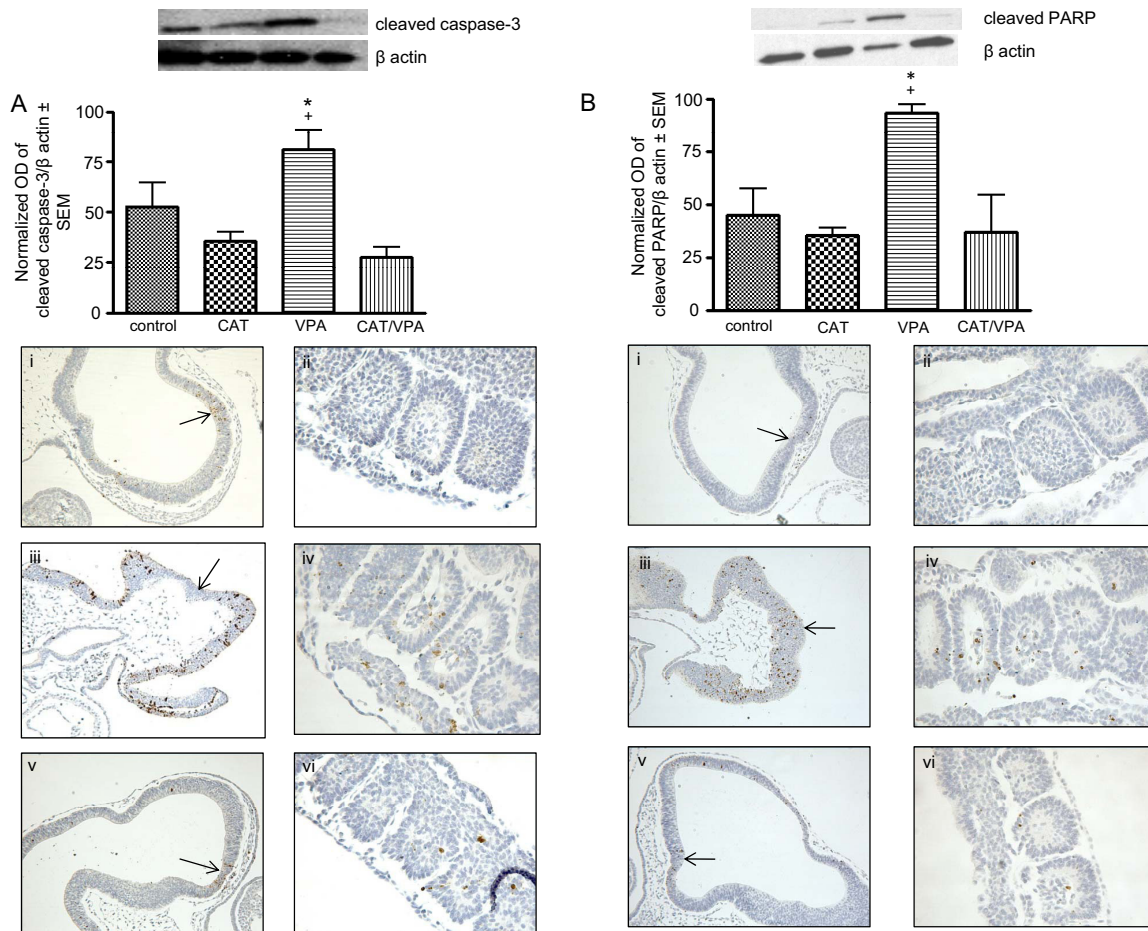 cleaved caspase-3
β actin
cleaved PARP
β actin
A
Normalized OD of
cleaved caspase-3/β actin ±
SEM
100
75
50
25
0
*
+
control
CAT
VPA
CAT/VPA
i
ii
iii
iv
v
vi
B
Normalized OD of
cleaved PARP/β actin ± SEM
100
75
50
25
0
*
+
control
CAT
VPA
CAT/VPA
i
ii
iii
iv
v
vi